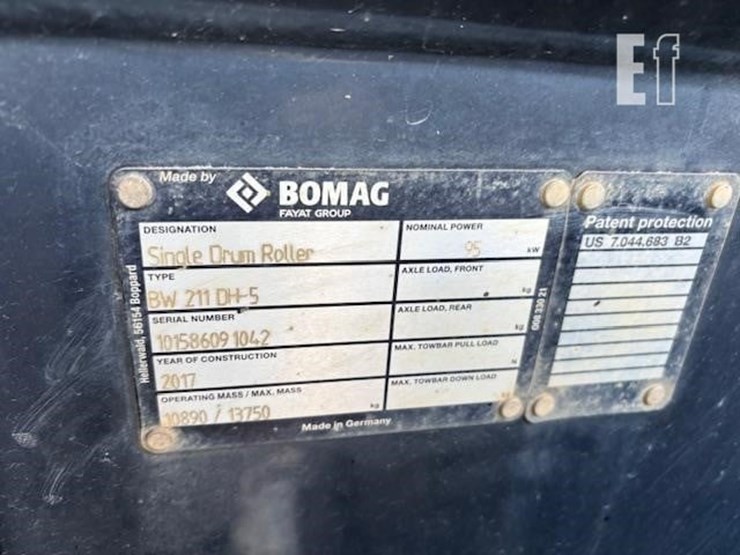 Ef
Made by
BOMAG
FAYAT GROUP
DESIGNATION
Single Drum Roller
TYPE
BW 211 DH-5
SERIAL NUMBER
101586091042
YEAR OF CONSTRUCTION
2017
OPERATING MASS / MAX. MASS
10890 / 13750 kg
NOMINAL POWER
95 kW
AXLE LOAD, FRONT
kg
AXLE LOAD, REAR
kg
MAX. TOWBAR PULL LOAD
N
MAX. TOWBAR DOWN LOAD
Made in Germany
Hellerwald, 56154 Boppard
008 330 21
Patent protection
US 7.044.683 B2